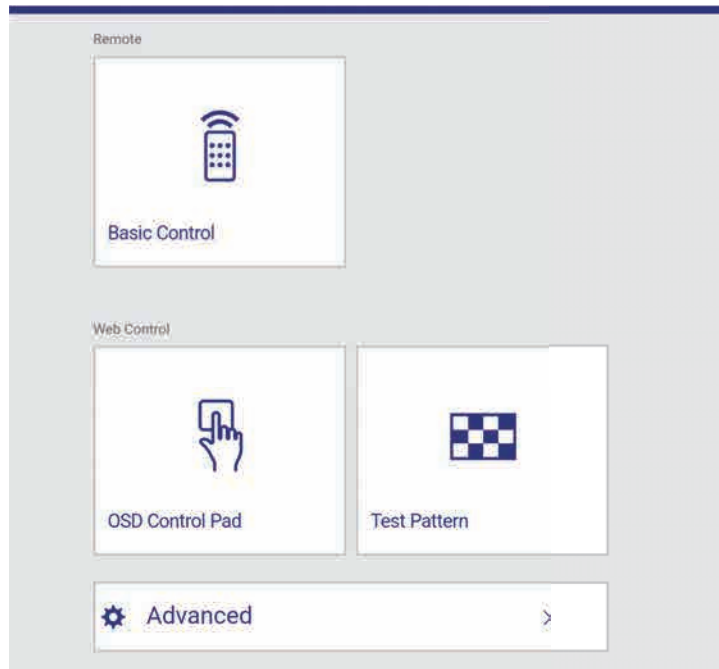 Remote
Basic Control
Web Control
OSD Control Pad
Test Pattern
Advanced